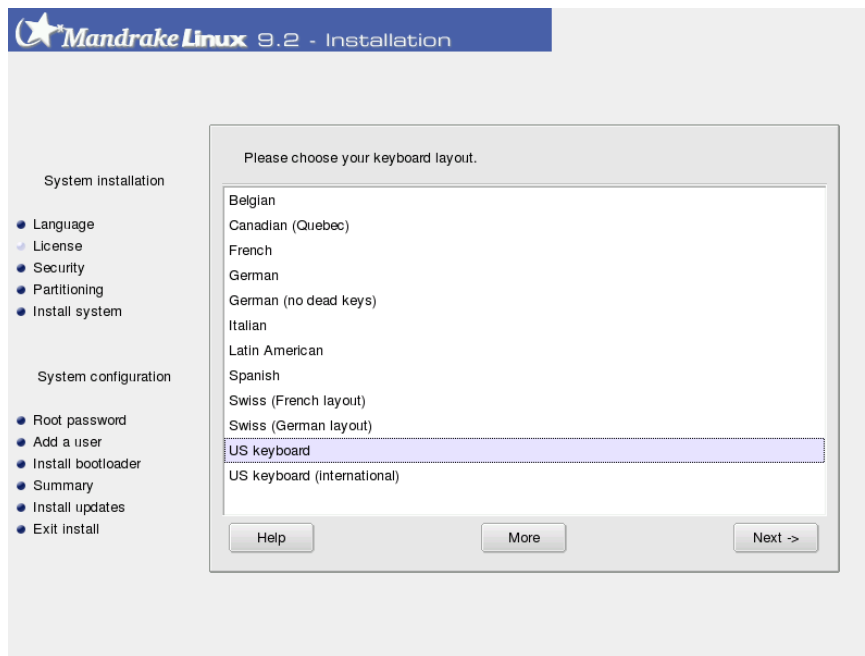 Mandrake Linux 9.2 - Installation
System installation
Language
License
Security
Partitioning
Install system
System configuration
Root password
Add a user
Install bootloader
Summary
Install updates
Exit install
Please choose your keyboard layout.
Belgian
Canadian (Quebec)
French
German
German (no dead keys)
Italian
Latin American
Spanish
Swiss (French layout)
Swiss (German layout)
US keyboard
US keyboard (international)
Help
More
Next ->